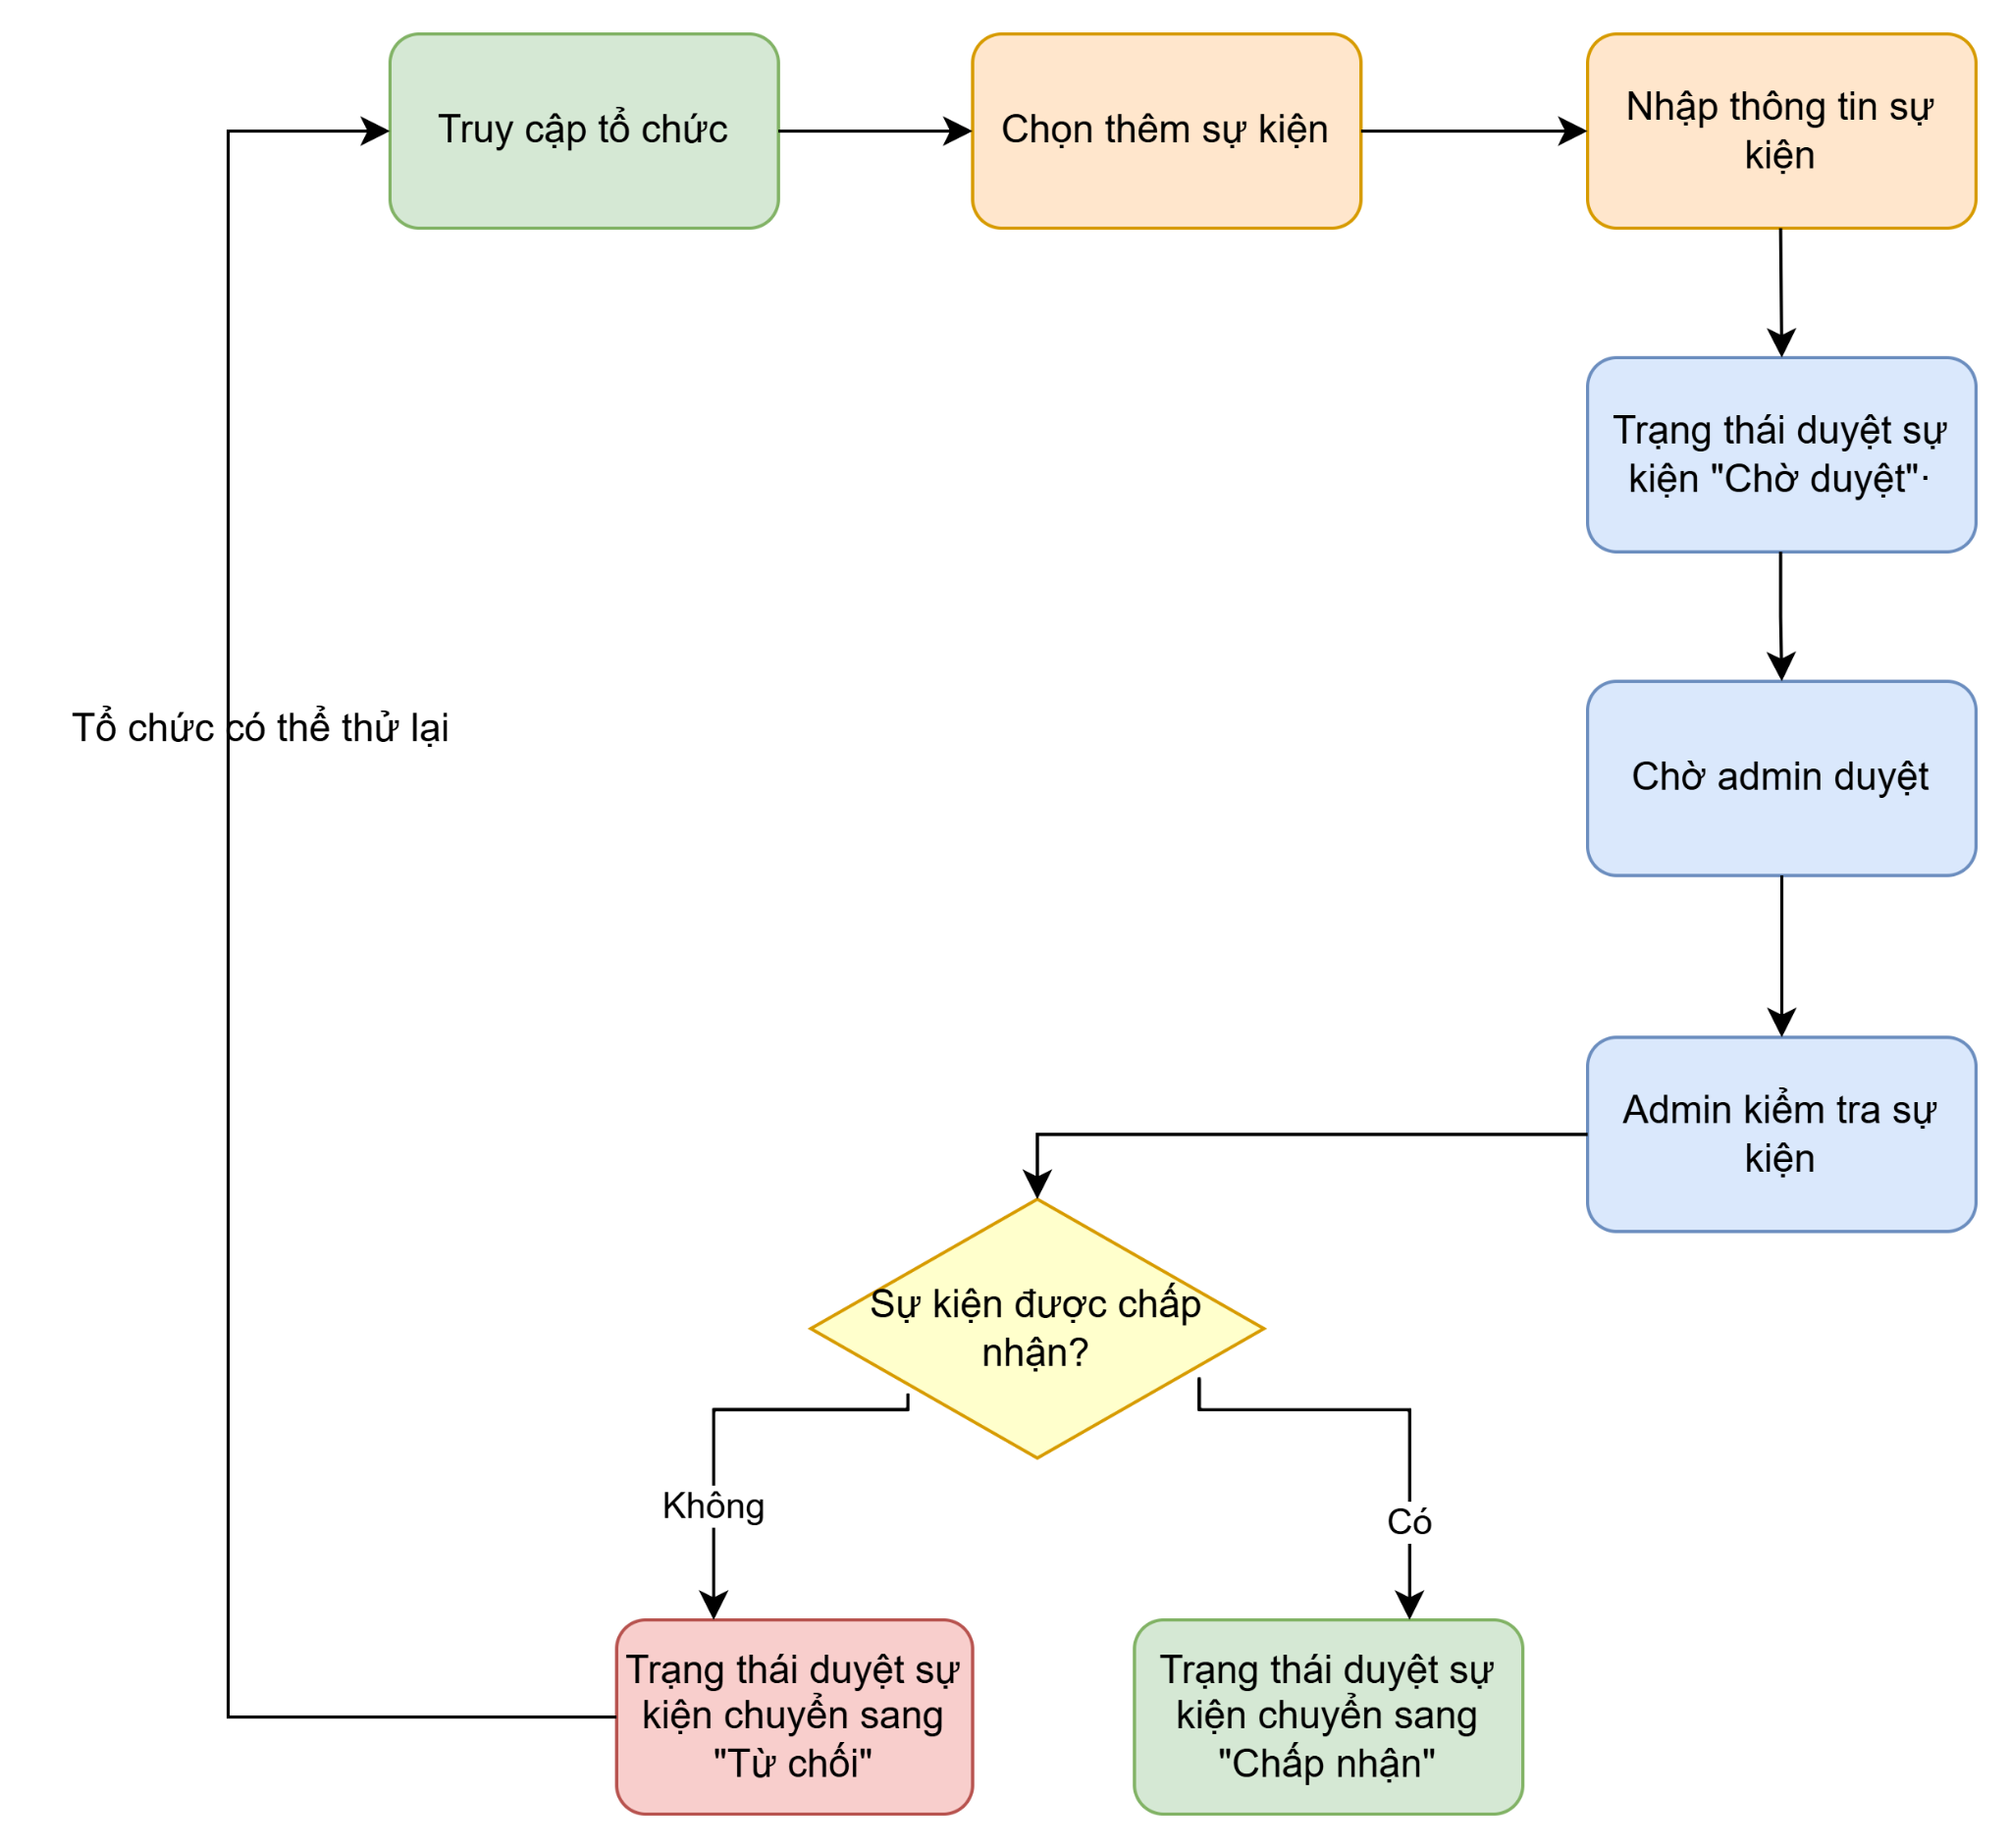 Truy cập tổ chức
Chọn thêm sự kiện
Nhập thông tin sự
kiện
Trạng thái duyệt sự
kiện "Chờ duyệt"·
Tổ chức có thể thử lại
Chờ admin duyệt
Admin kiểm tra sự
kiện
Sự kiện được chấp
nhận?
Không
Có
Trạng thái duyệt sự
kiện chuyển sang
"Từ chối"
Trạng thái duyệt sự
kiện chuyển sang
"Chấp nhận"